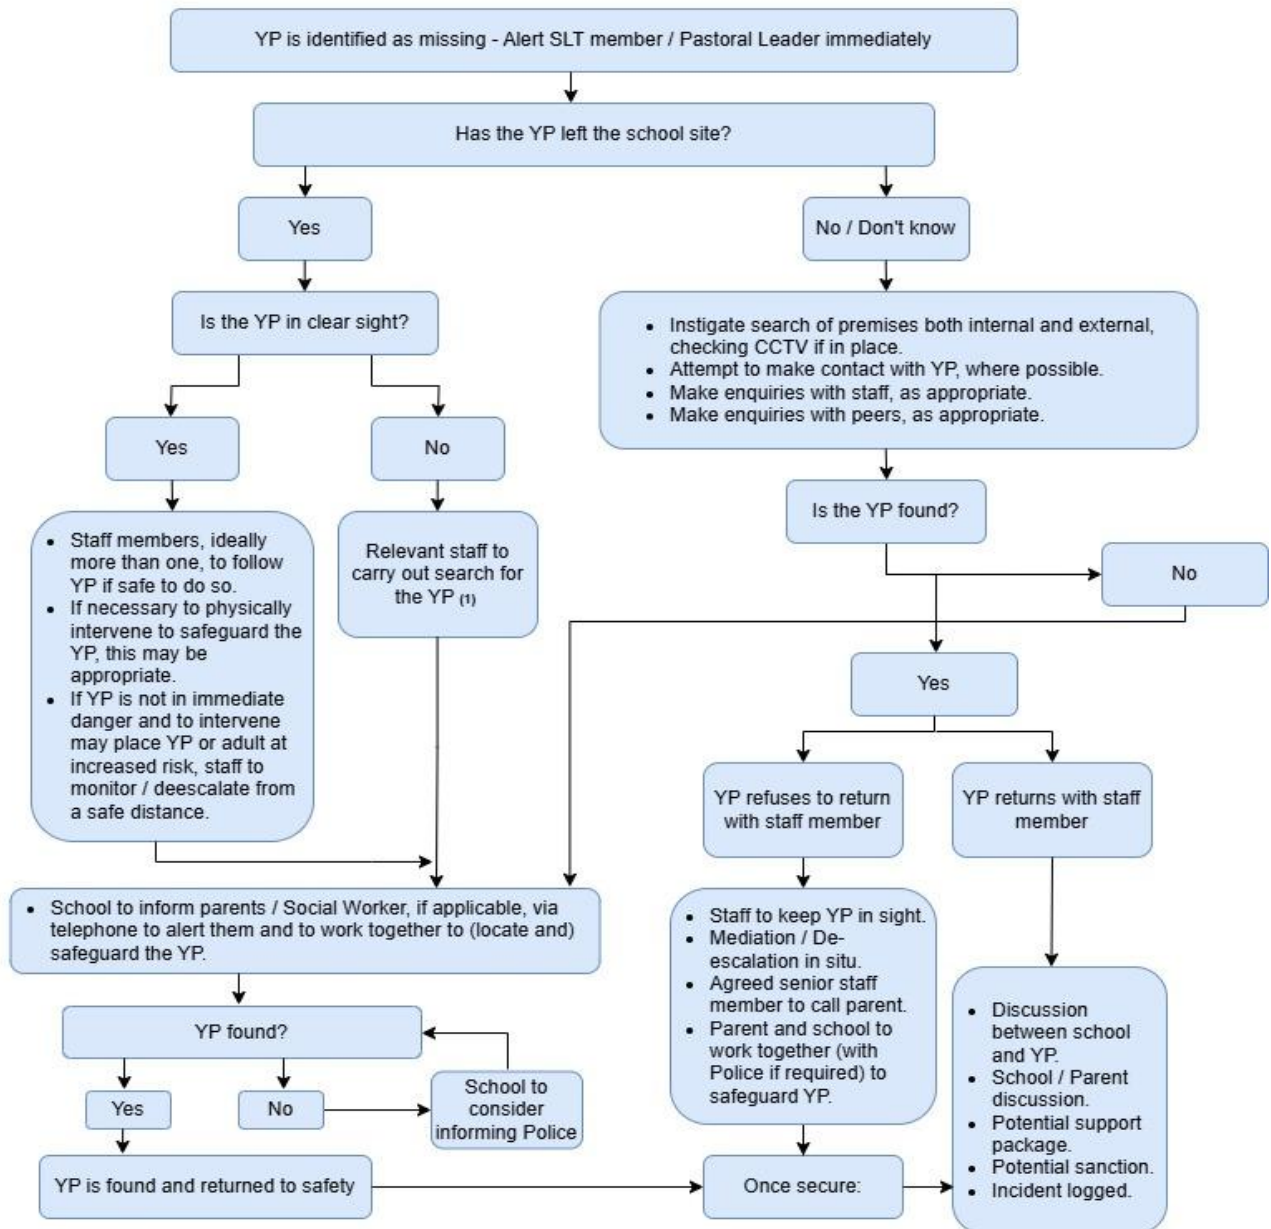 YP is identified as missing - Alert SLT member / Pastoral Leader immediately
Has the YP left the school site?
Yes
No / Don't know
Is the YP in clear sight?
• Instigate search of premises both internal and external,
checking CCTV if in place.
• Attempt to make contact with YP, where possible.
• Make enquiries with staff, as appropriate.
• Make enquiries with peers, as appropriate.
Yes
No
Is the YP found?
• Staff members, ideally
more than one, to follow
YP if safe to do so.
• If necessary to physically
intervene to safeguard the
YP, this may be
appropriate.
• If YP is not in immediate
danger and to intervene
may place YP or adult at
increased risk, staff to
monitor / deescalate from
a safe distance.
Relevant staff to
carry out search for
the YP (1)
No
Yes
YP refuses to return
with staff member
YP returns with staff
member
• School to inform parents / Social Worker, if applicable, via
telephone to alert them and to work together to (locate and)
safeguard the YP.
• Staff to keep YP in sight.
• Mediation / De-
escalation in situ.
• Agreed senior staff
member to call parent.
• Parent and school to
work together (with
Police if required) to
safeguard YP.
• Discussion
between school
and YP.
• School / Parent
discussion.
• Potential support
package.
• Potential sanction.
• Incident logged.
YP found?
Yes
No
School to
consider
informing Police
YP is found and returned to safety
Once secure: